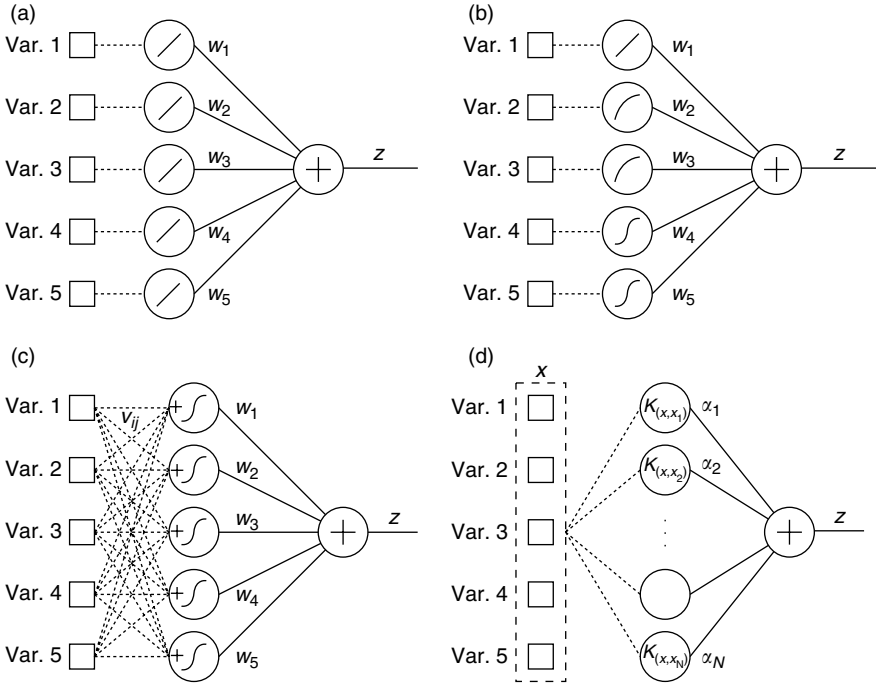 (a)
Var. 1 w1
Var. 2 w2
Var. 3 w3 + z
Var. 4 w4
Var. 5 w5
(b)
Var. 1 w1
Var. 2 w2
Var. 3 w3 + z
Var. 4 w4
Var. 5 w5
(c)
Var. 1 vij + w1
Var. 2 + w2
Var. 3 + w3 + z
Var. 4 + w4
Var. 5 + w5
(d)
x
Var. 1 K(x,x1) α1
Var. 2 K(x,x2) α2
Var. 3 + z
Var. 4
Var. 5 K(x,xN) αN